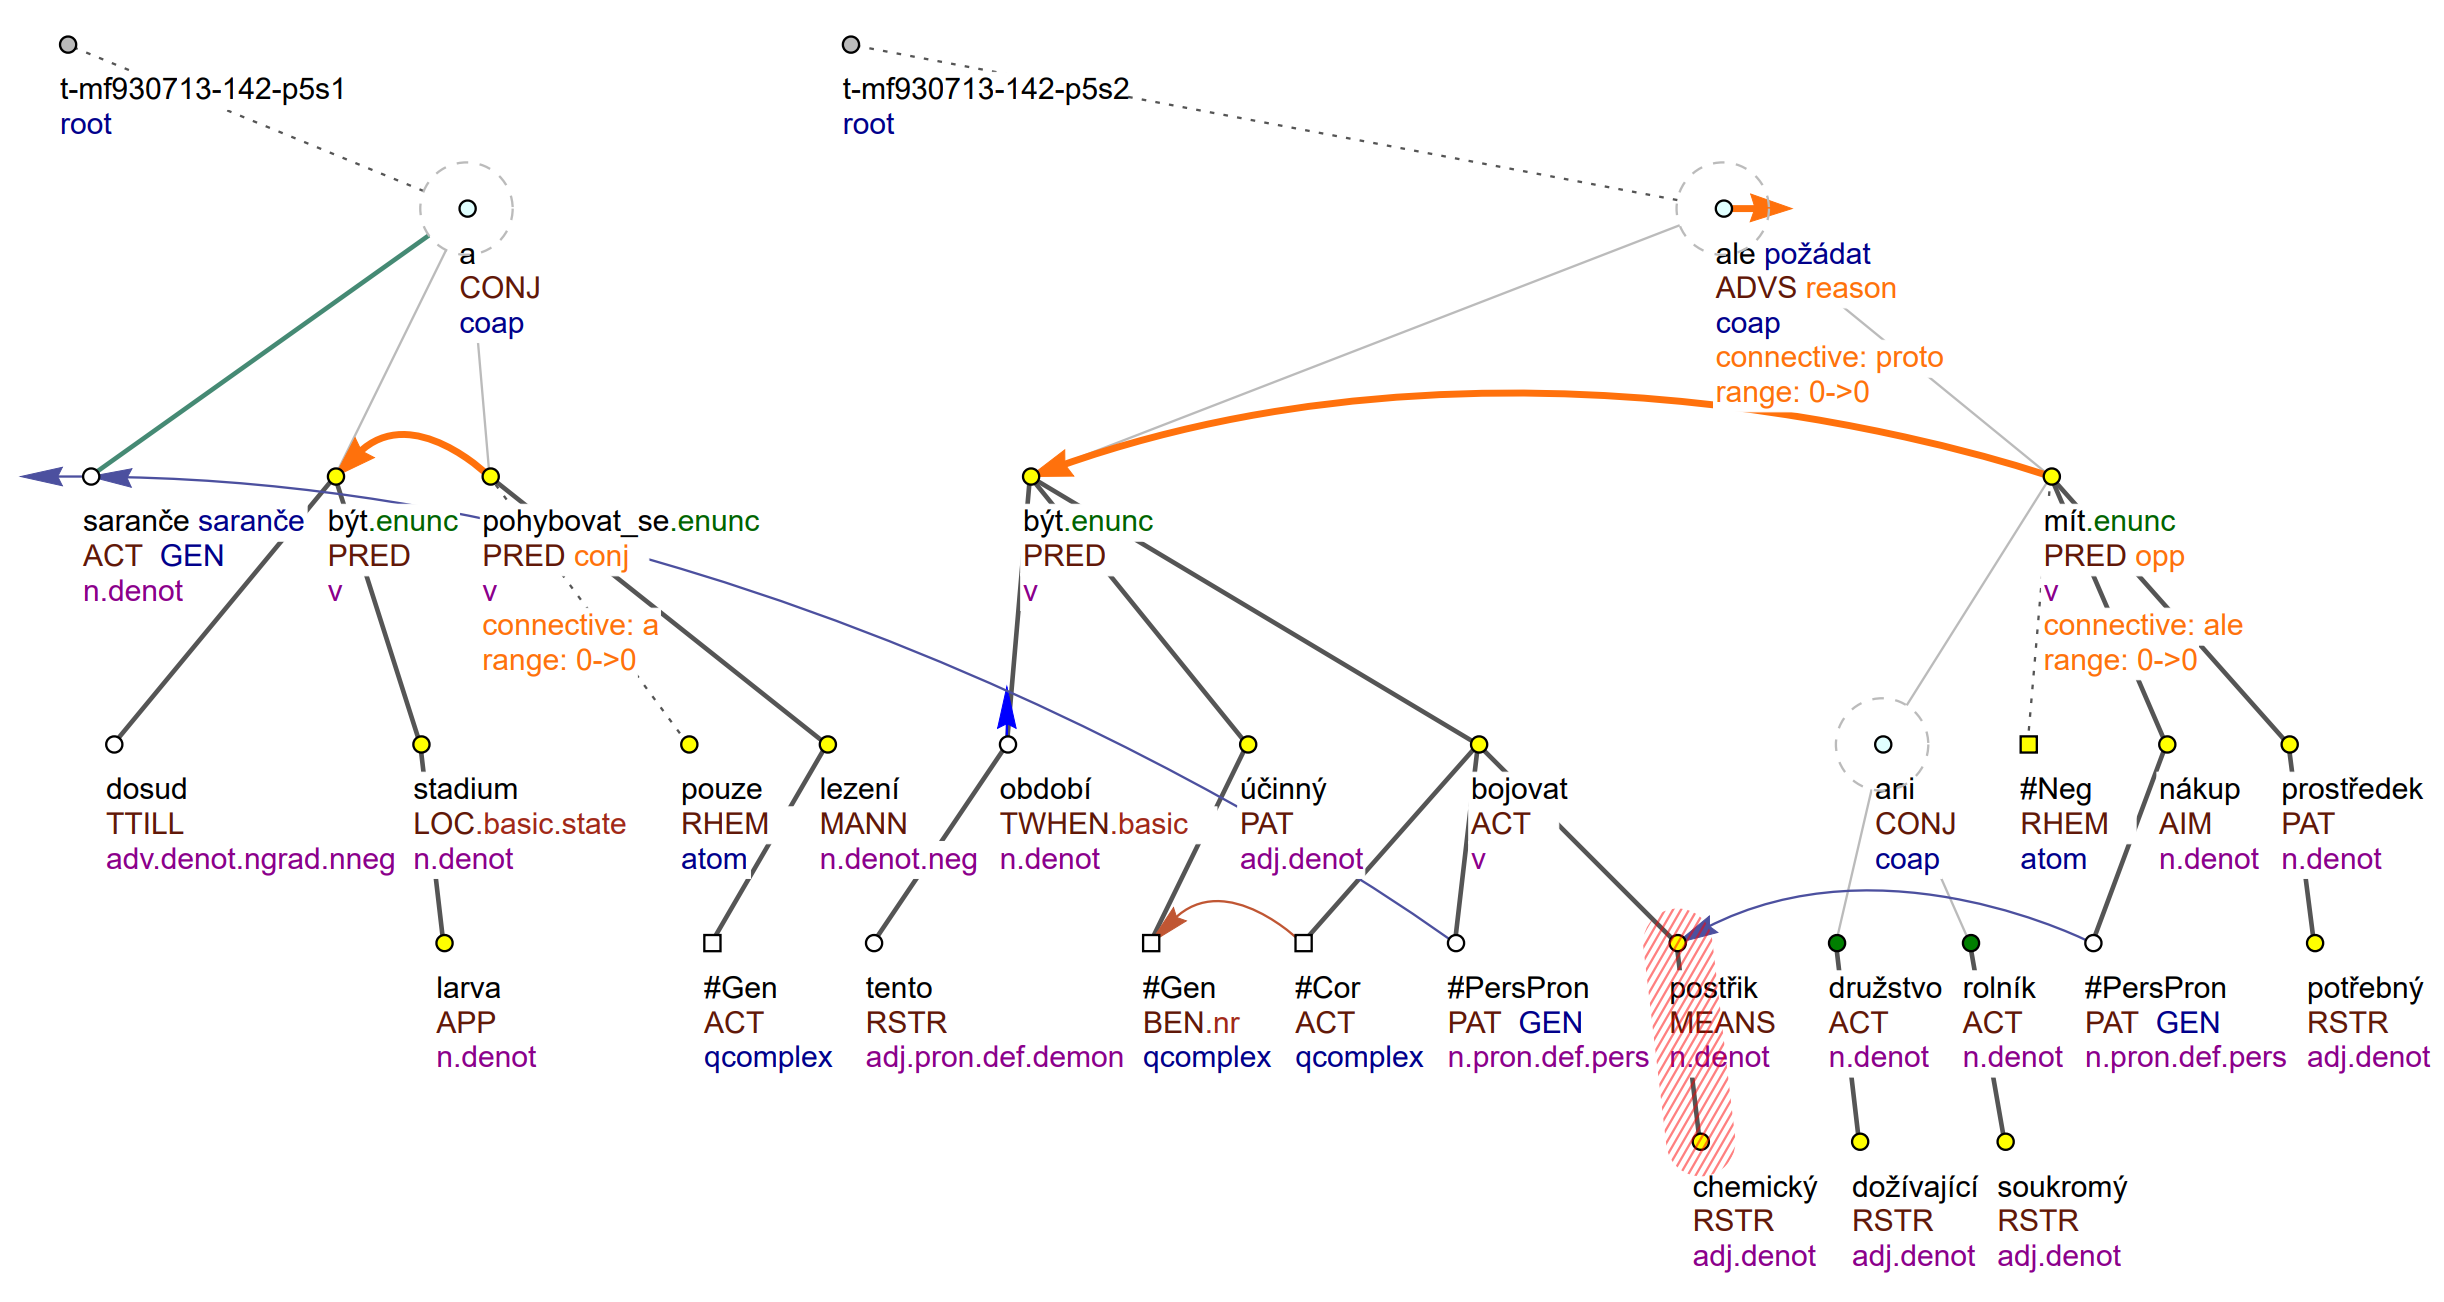 t-mf930713-142-p5s1
root
t-mf930713-142-p5s2
root
a
CONJ
coap
ale požádat
ADVS reason
coap
connective: proto
range: 0->0
saranče saranče
ACT GEN
n.denot
být.enunc
PRED
v
pohybovat_se.enunc
PRED conj
v
connective: a
range: 0->0
být.enunc
PRED
v
mít.enunc
PRED opp
v
connective: ale
range: 0->0
dosud
TTILL
adv.denot.ngrad.nneg
stadium
LOC.basic.state
n.denot
pouze
RHEM
atom
lezení
MANN
n.denot.neg
období
TWHEN.basic
n.denot
účinný
PAT
adj.denot
bojovat
ACT
v
ani
CONJ
coap
#Neg
RHEM
atom
nákup
AIM
n.denot
prostředek
PAT
n.denot
larva
APP
n.denot
#Gen
ACT
qcomplex
tento
RSTR
adj.pron.def.demon
#Gen
BEN.nr
qcomplex
#Cor
ACT
qcomplex
#PersPron
PAT GEN
n.pron.def.pers
postřik
MEANS
n.denot
družstvo
ACT
n.denot
rolník
ACT
n.denot
#PersPron
PAT GEN
n.pron.def.pers
potřebný
RSTR
adj.denot
chemický
RSTR
adj.denot
dožívající
RSTR
adj.denot
soukromý
RSTR
adj.denot